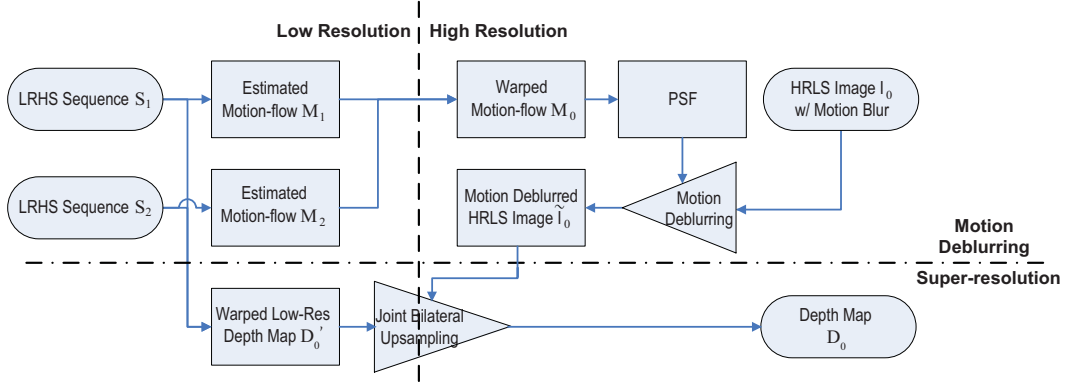 Low Resolution
High Resolution
LRHS Sequence S₁
Estimated
Motion-flow M₁
Warped
Motion-flow M₀
PSF
HRLS Image I₀
w/ Motion Blur
LRHS Sequence S₂
Estimated
Motion-flow M₂
Motion Deblurred
HRLS Image Ĩ₀
Motion
Deblurring
Motion
Deblurring
Super-resolution
Warped Low-Res
Depth Map D₀'
Joint Bilateral
Upsampling
Depth Map
D₀